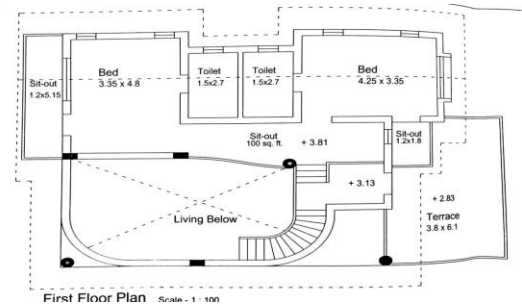 Bed
3.35 x 4.8
Toilet
1.5x2.7
Toilet
1.5x2.7
Bed
4.25 x 3.35
Sit-out
1.2x5.15
Sit-out
100 sq. ft.
+ 3.81
Sit-out
1.2x1.8
+ 3.13
+ 2.83
Terrace
3.8 x 6.1
Living Below
First Floor Plan Scale - 1 : 100